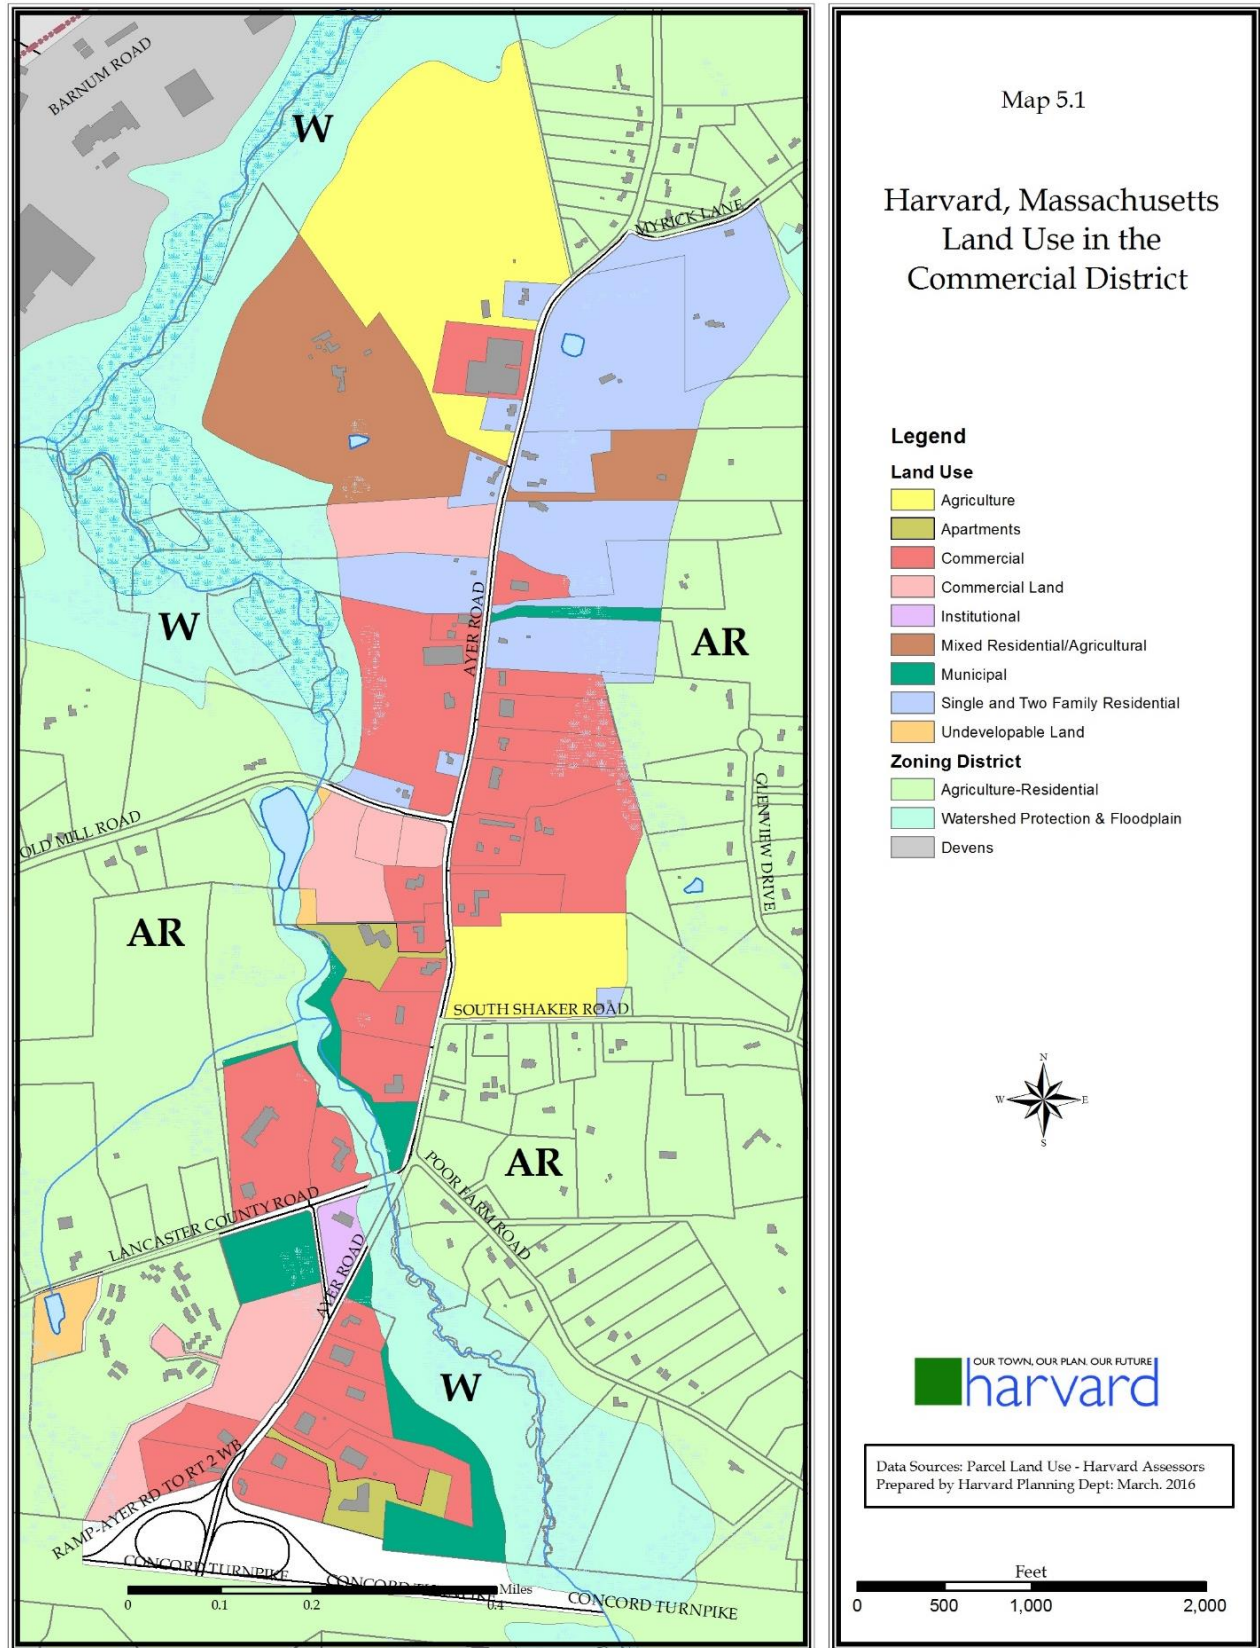 BARNUM ROAD
W
MYRICK LANE
AYER ROAD
W
AR
OLD MILL ROAD
GLENVIEW DRIVE
AR
SOUTH SHAKER ROAD
AR
POOR FARM ROAD
LANCASTER COUNTY ROAD
AYER ROAD
W
RAMP-AYER RD TO RT 2 WB
CONCORD TURNPIKE
CONCORD TURNPIKE
CONCORD TURNPIKE
Miles
0 0.1 0.2 0.4
Map 5.1
Harvard, Massachusetts
Land Use in the
Commercial District
Legend
Land Use
Agriculture
Apartments
Commercial
Commercial Land
Institutional
Mixed Residential/Agricultural
Municipal
Single and Two Family Residential
Undevelopable Land
Zoning District
Agriculture-Residential
Watershed Protection & Floodplain
Devens
N
W E
S
OUR TOWN, OUR PLAN. OUR FUTURE
harvard
Data Sources: Parcel Land Use - Harvard Assessors
Prepared by Harvard Planning Dept: March. 2016
Feet
0 500 1,000 2,000